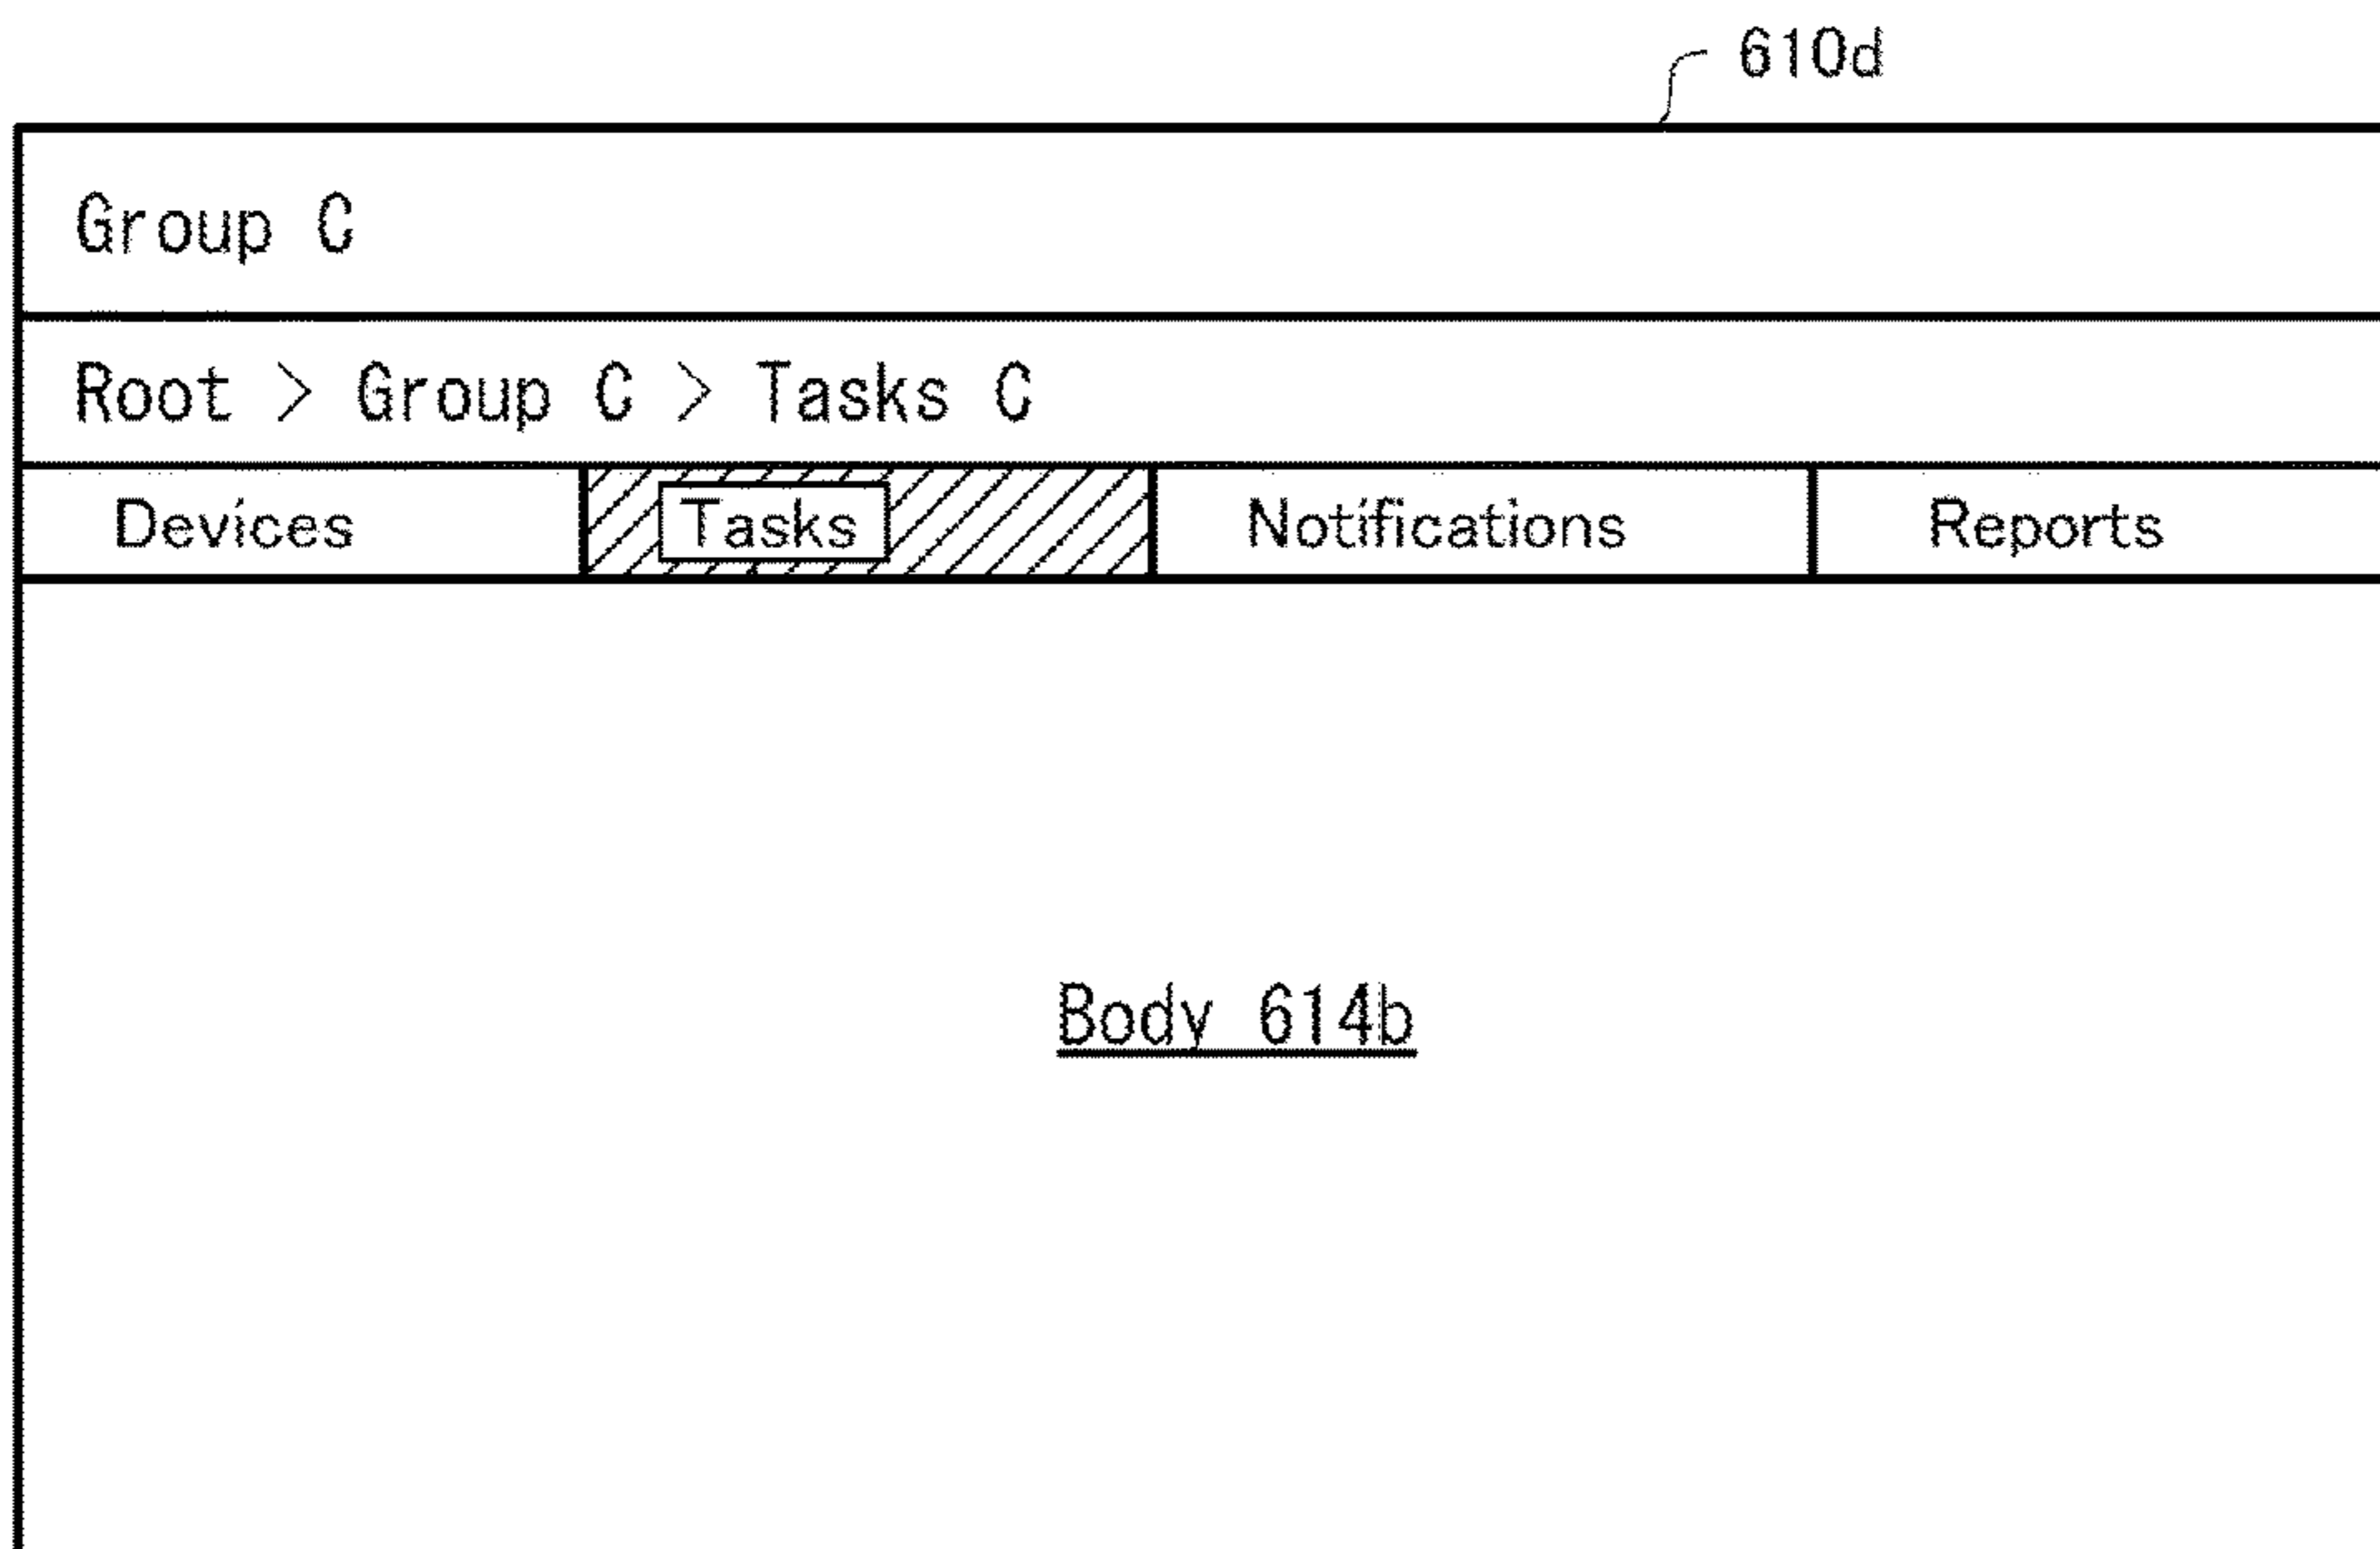 610d
Group C
Root > Group C > Tasks C
Devices Tasks Notifications Reports
Body 614b